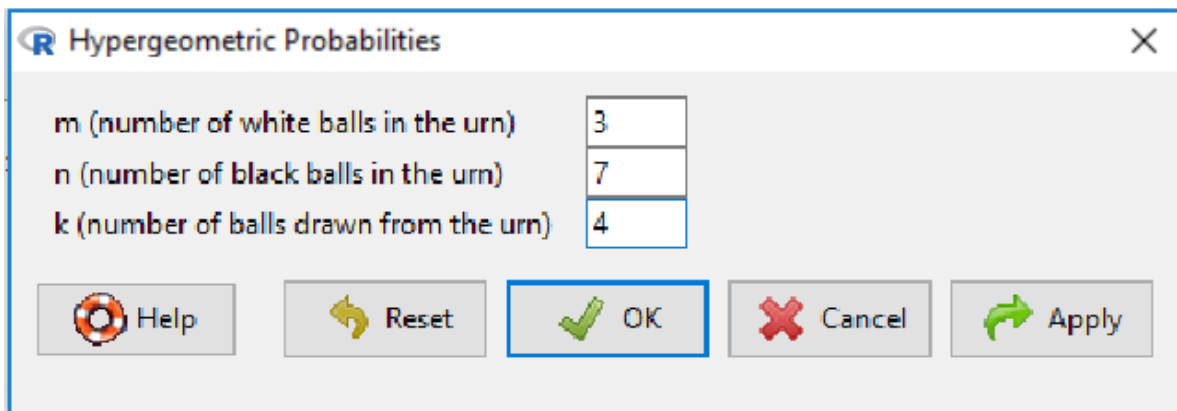 R Hypergeometric Probabilities
m (number of white balls in the urn) 3
n (number of black balls in the urn) 7
k (number of balls drawn from the urn) 4
Help Reset OK Cancel Apply